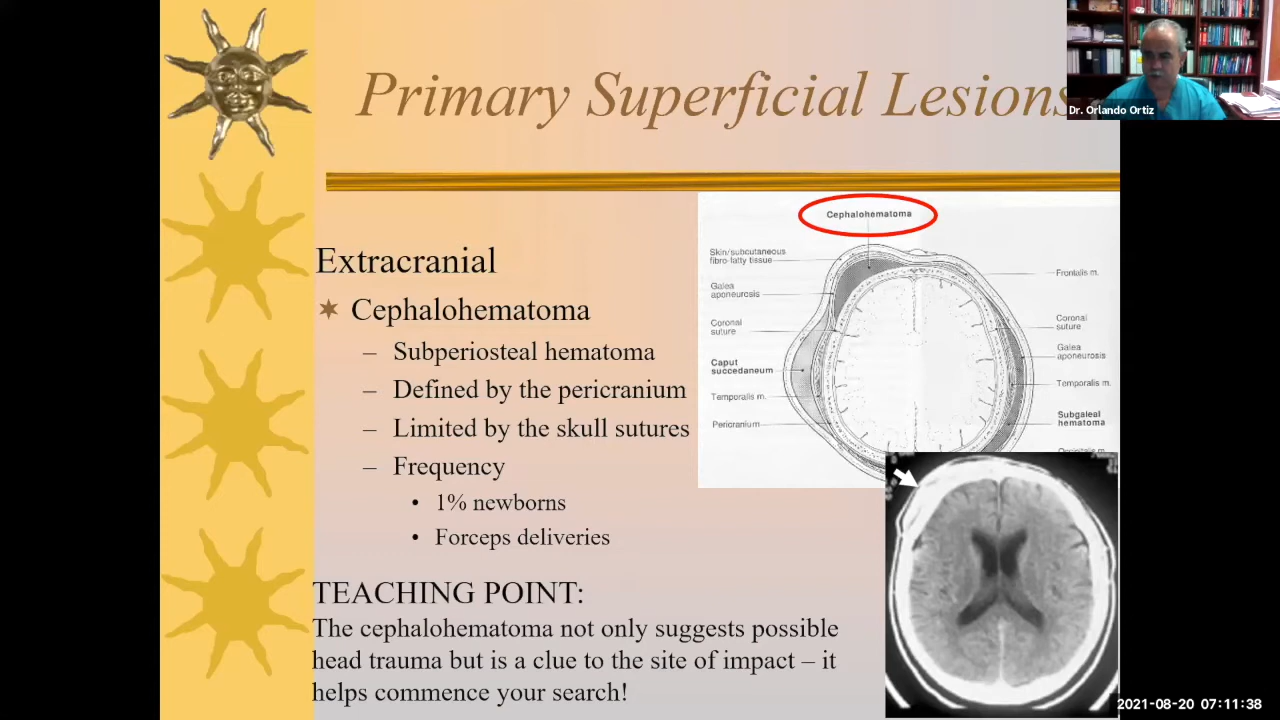 Primary Superficial Lesions
Dr. Orlando Ortiz
Extracranial
Cephalohematoma
– Subperiosteal hematoma
– Defined by the pericranium
– Limited by the skull sutures
– Frequency
• 1% newborns
• Forceps deliveries
TEACHING POINT:
The cephalohematoma not only suggests possible
head trauma but is a clue to the site of impact – it
helps commence your search!
Cephalohematoma
Skin/subcutaneous
fibro-fatty tissue
Galea
aponeurosis
Coronal
suture
Caput
succedaneum
Temporalis m.
Pericranium
Frontalis m.
Coronal
suture
Galea
aponeurosis
Temporalis m.
Subgaleal
hematoma
2021-08-20 07:11:38